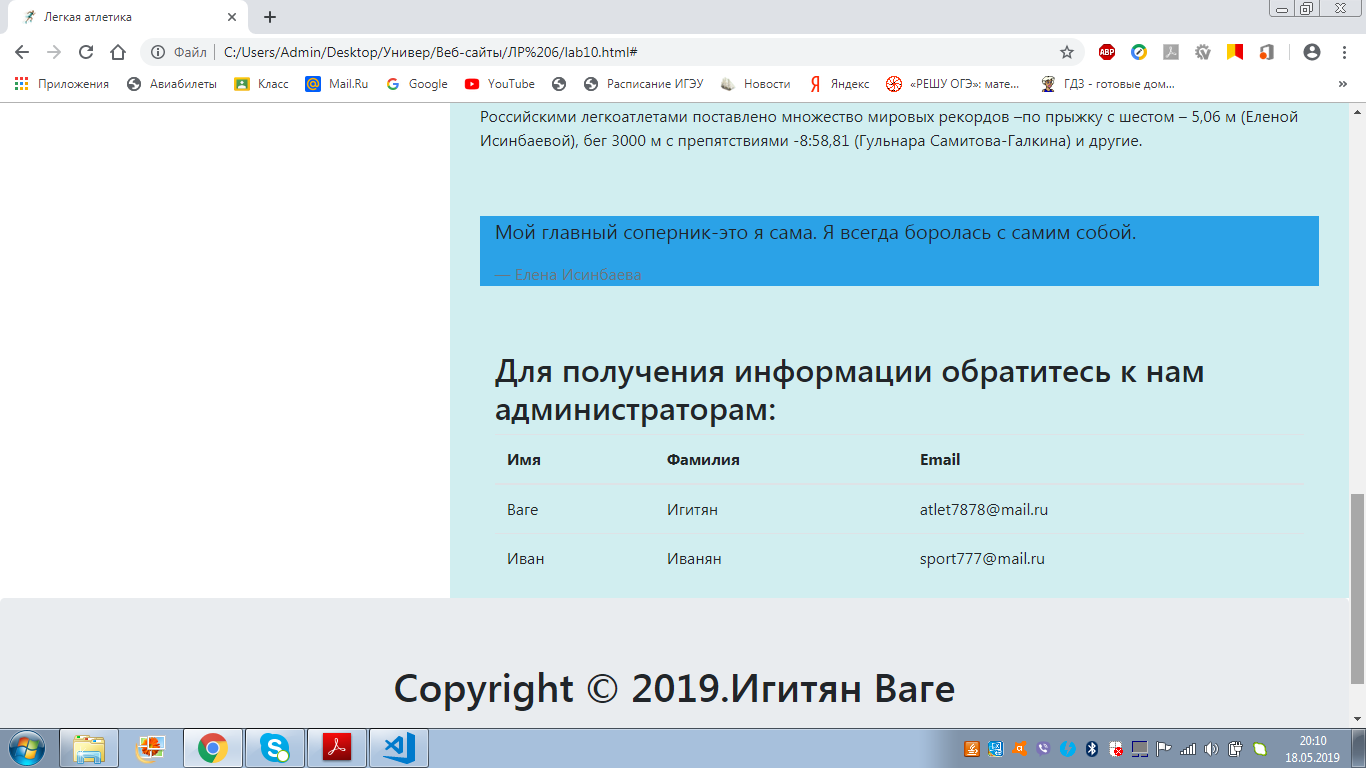 Легкая атлетика
Файл
C:/Users/Admin/Desktop/Универ/Веб-сайты/ЛР%206/lab10.html#
ABP
Приложения
Авиабилеты
Класс
Mail.Ru
Google
YouTube
Расписание ИГЭУ
Новости
Яндекс
«РЕШУ ОГЭ»: мате...
ГДЗ - готовые дом...
»
Российскими легкоатлетами поставлено множество мировых рекордов –по прыжку с шестом – 5,06 м (Еленой
Исинбаевой), бег 3000 м с препятствиями -8:58,81 (Гульнара Самитова-Галкина) и другие.
Мой главный соперник-это я сама. Я всегда боролась с самим собой.
— Елена Исинбаева
Для получения информации обратитесь к нам
администраторам:
Имя Фамилия Email
Ваге Игитян atlet7878@mail.ru
Иван Иванян sport777@mail.ru
Copyright © 2019.Игитян Ваге
20:10
18.05.2019